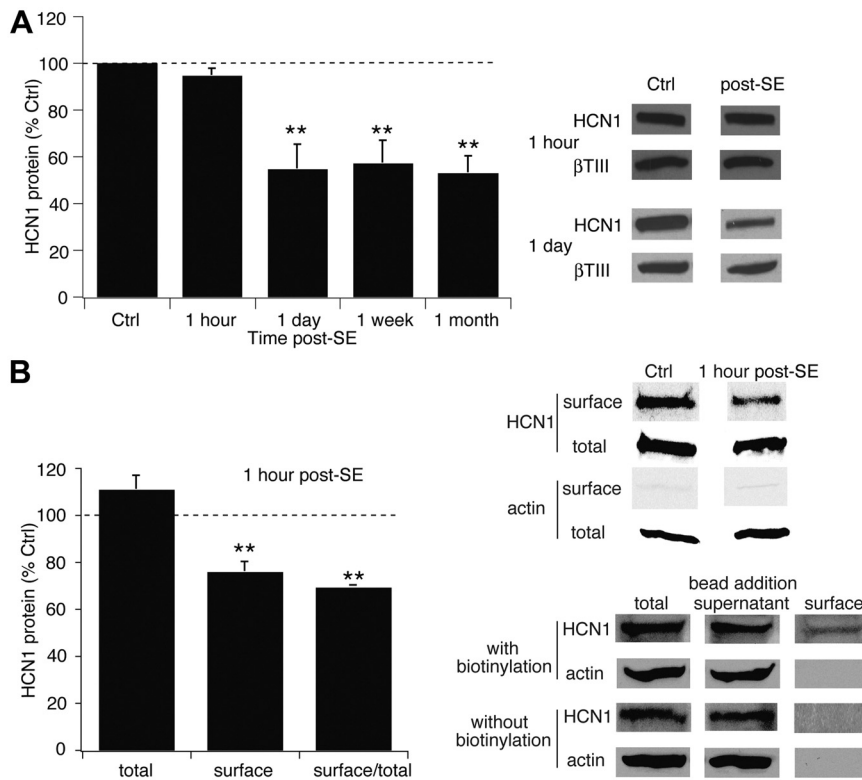 A
120
100
80
60
40
20
0
HCN1 protein (% Ctrl)
**
**
**
Ctrl
1 hour
1 day
1 week
1 month
Time post-SE
Ctrl
post-SE
HCN1
1 hour
βTIII
HCN1
1 day
βTIII
B
120
100
80
60
40
20
0
HCN1 protein (% Ctrl)
1 hour post-SE
**
**
total
surface
surface/total
Ctrl
1 hour post-SE
surface
HCN1
total
surface
actin
total
total
bead addition
supernatant
surface
HCN1
with
biotinylation
actin
HCN1
without
biotinylation
actin